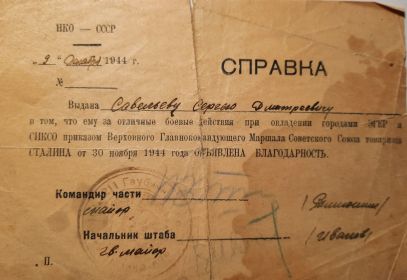 НКО — СССР
1944 г.
№
СПРАВКА
Выдана Савельеву Сергею Дмитриевичу
в том, что ему за отличные боевые действия при овладении городами ЭГЕР и
СИКСО приказом Верховного Главнокомандующего Маршала Советского Союза товарища
СТАЛИНА от 30 ноября 1944 года ОБЪЯВЛЕНА БЛАГОДАРНОСТЬ.
Командир части
майор
Начальник штаба
гв. майор (Иванов)
П.